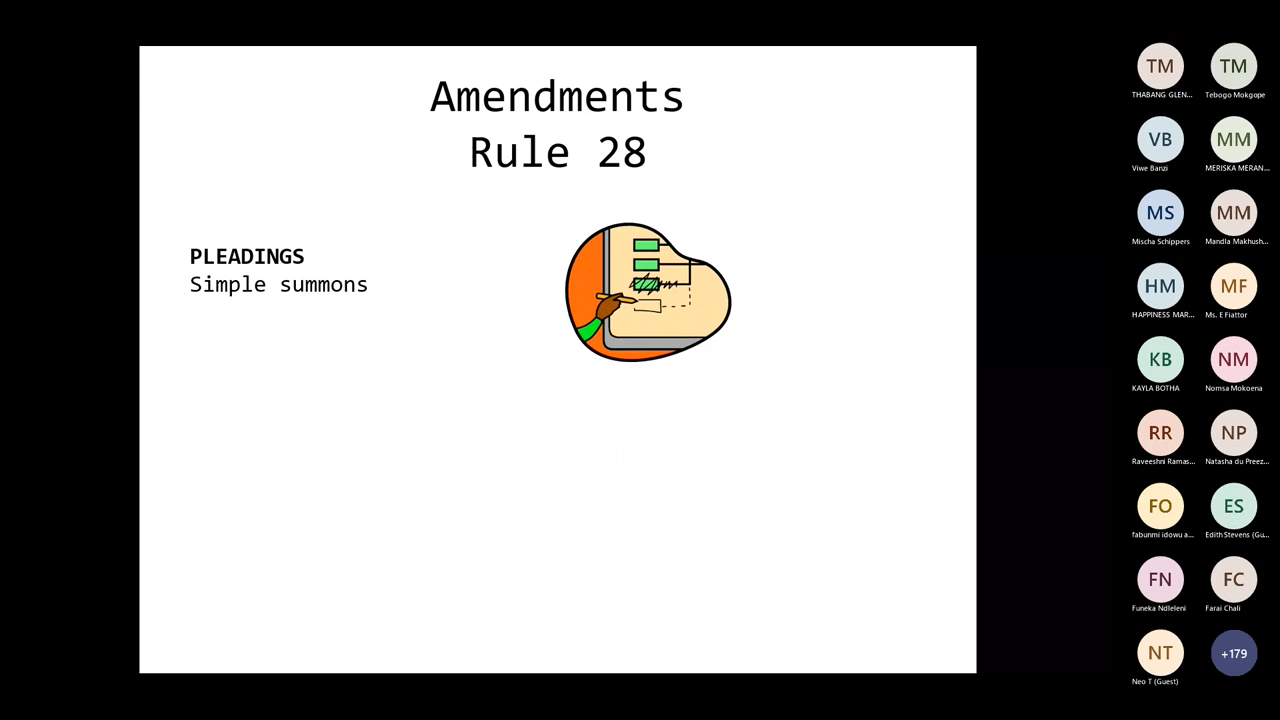 Amendments
Rule 28
PLEADINGS
Simple summons
TM
THABANG GLEN...
TM
Tebogo Mokgope
VB
Viwe Banzi
MM
MERISKA MERAN...
MS
Mischa Schippers
MM
Mandla Makhush...
HM
HAPPINESS MAR...
MF
Ms. E Fiattor
KB
KAYLA BOTHA
NM
Nomsa Mokoena
RR
Raveeshni Ramas...
NP
Natasha du Preez...
FO
fabunmi idowu a...
ES
Edith Stevens (Gu...
FN
Funeka Ndleleni
FC
Farai Chali
NT
Neo T (Guest)
+179